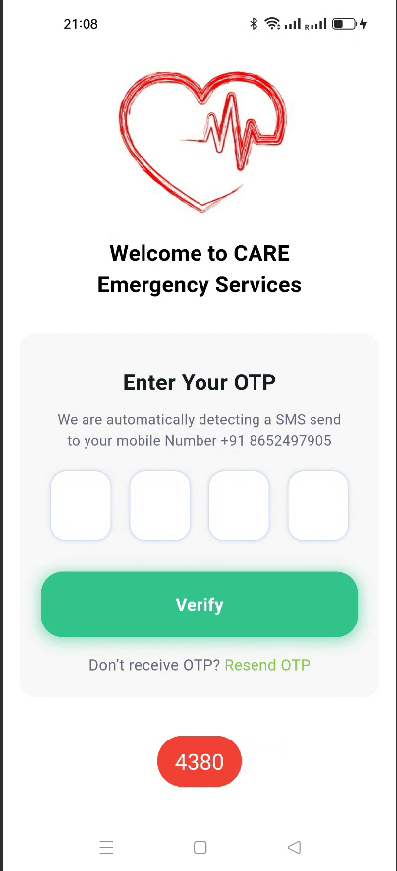 21:08
Welcome to CARE
Emergency Services
Enter Your OTP
We are automatically detecting a SMS send
to your mobile Number +91 8652497905
Verify
Don't receive OTP? Resend OTP
4380